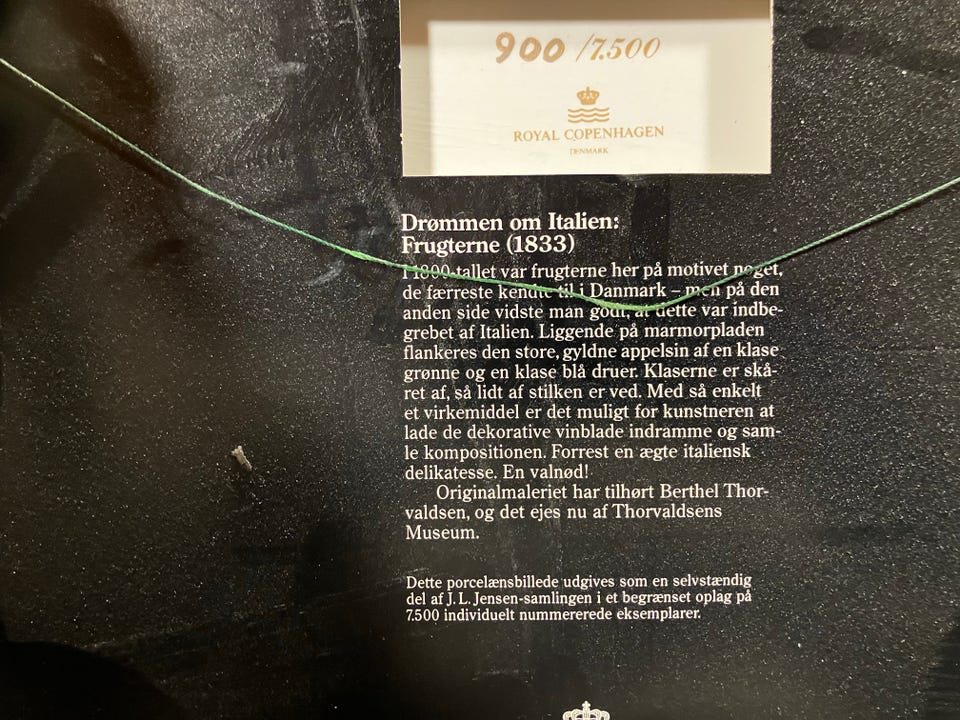 900 /7.500
ROYAL COPENHAGEN
DENMARK
Drømmen om Italien:
Frugterne (1833)
I 1800-tallet var frugterne her på motivet noget,
de færreste kendte til i Danmark – men på den
anden side vidste man godt, at dette var indbe-
grebet af Italien. Liggende på marmorpladen
flankeres den store, gyldne appelsin af en klase
grønne og en klase blå druer. Klaserne er skå-
ret af, så lidt af stilken er ved. Med så enkelt
et virkemiddel er det muligt for kunstneren at
lade de dekorative vinblade indramme og sam-
le kompositionen. Forrest en ægte italiensk
delikatesse. En valnød!
Originalmaleriet har tilhørt Berthel Thor-
valdsen, og det ejes nu af Thorvaldsens
Museum.
Dette porcelænsbillede udgives som en selvstændig
del af J. L. Jensen-samlingen i et begrænset oplag på
7.500 individuelt nummererede eksemplarer.